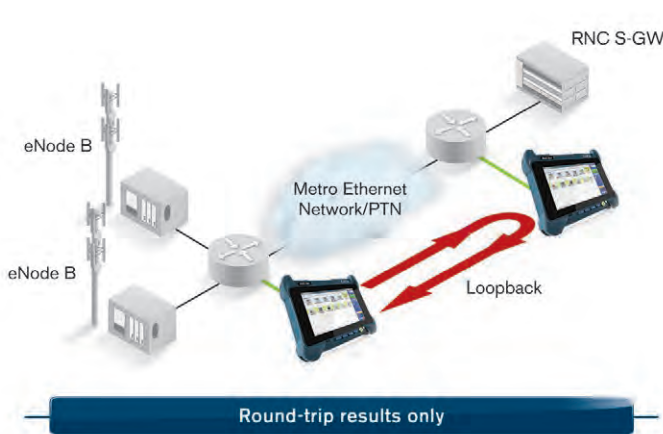 RNC S-GW
eNode B
Metro Ethernet
Network/PTN
eNode B
Loopback
Round-trip results only